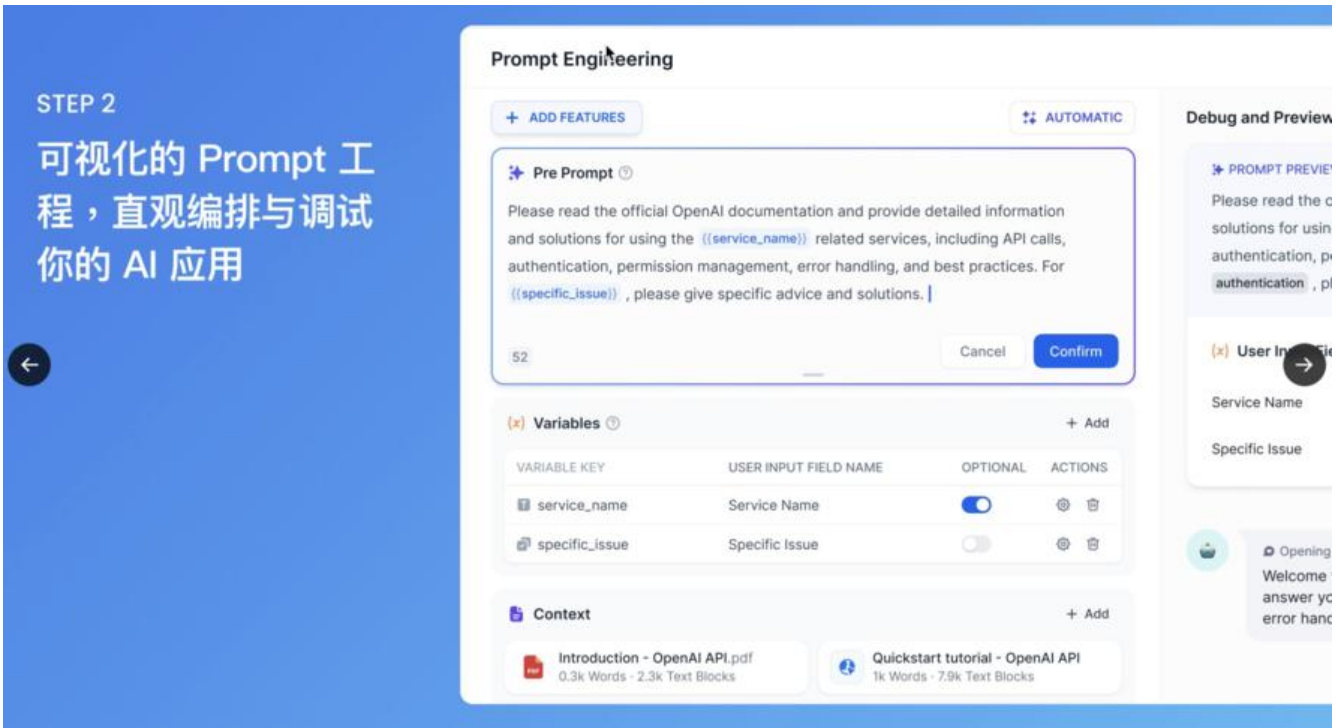 STEP 2
可视化的 Prompt 工
程，直观编排与调试
你的 AI 应用
Prompt Engineering
+ ADD FEATURES
AUTOMATIC
Pre Prompt
Please read the official OpenAI documentation and provide detailed information
and solutions for using the {{service_name}} related services, including API calls,
authentication, permission management, error handling, and best practices. For
{{specific_issue}} , please give specific advice and solutions.
52
Cancel
Confirm
{x} Variables
+ Add
VARIABLE KEY USER INPUT FIELD NAME OPTIONAL ACTIONS
service_name Service Name
specific_issue Specific Issue
Context
+ Add
Introduction - OpenAI API.pdf
0.3k Words · 2.3k Text Blocks
Quickstart tutorial - OpenAI API
1k Words · 7.9k Text Blocks
Debug and Preview
PROMPT
Please read the
solutions for
authentication,
authentication ,
{x} User
Service Name
Specific Issue
Opening
Welcome
answer
error